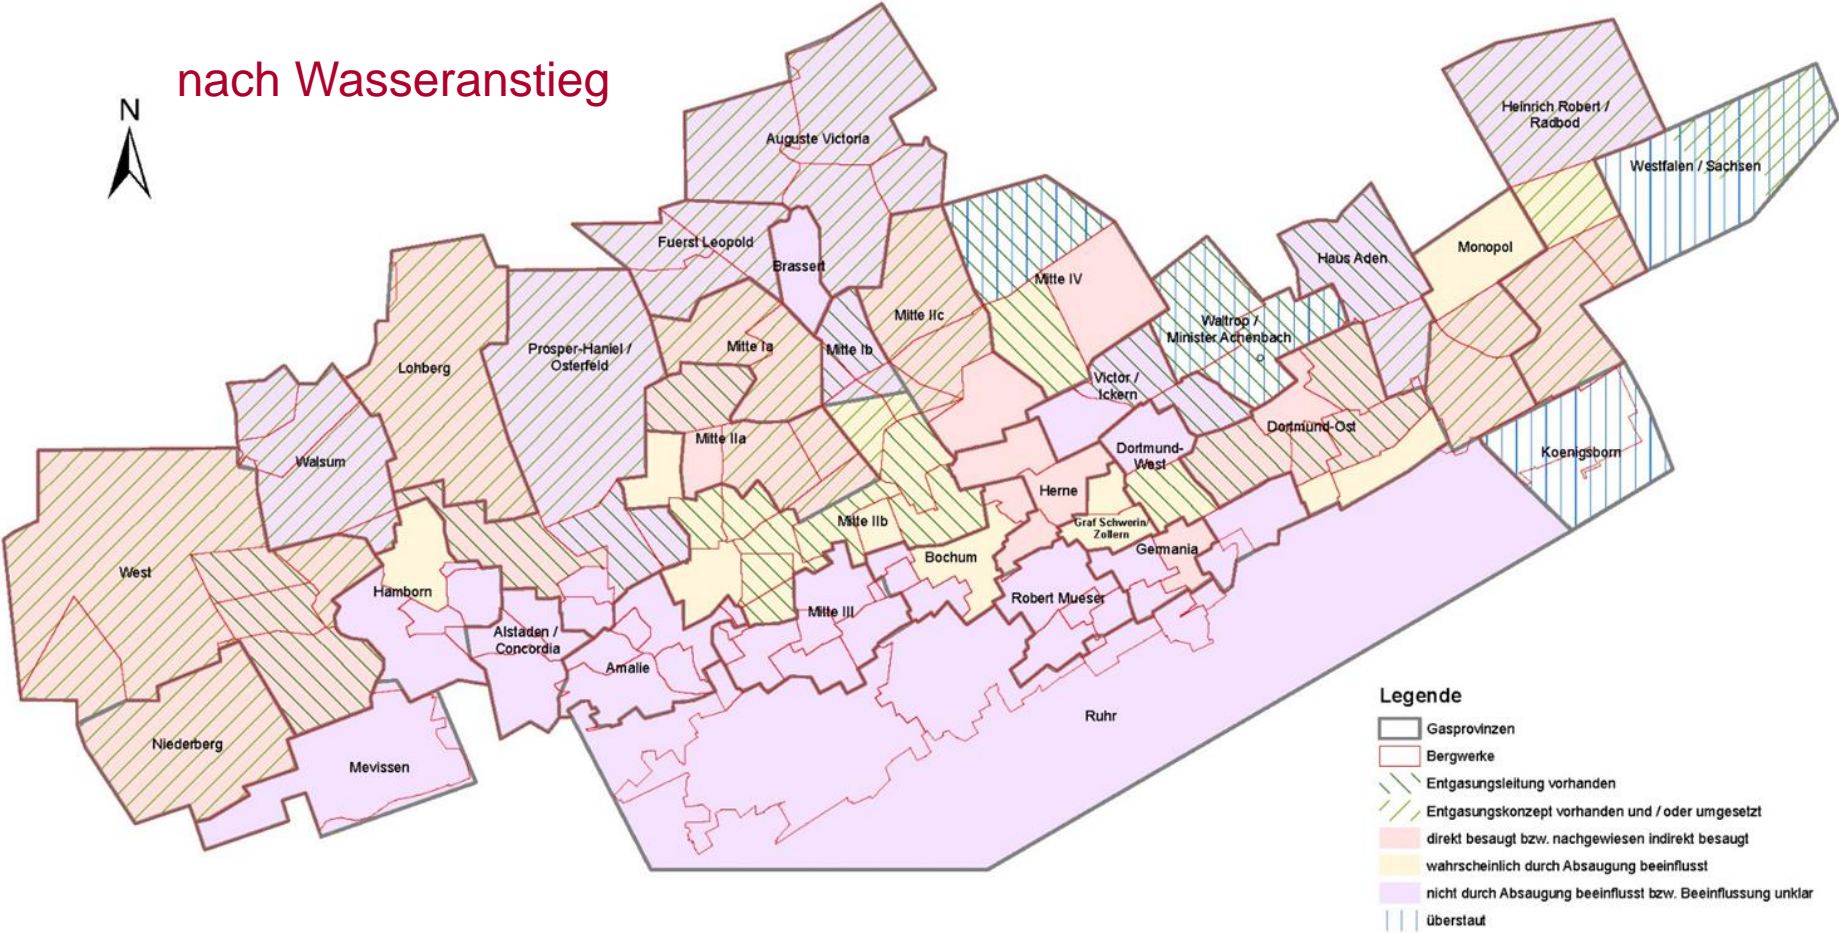 nach Wasseranstieg
N
Auguste Victoria
Heinrich Robert /
Radbod
Westfalen / Sachsen
Fuerst Leopold
Brassert
Monopol
Haus Aden
Mitte IV
Mitte IIc
Waltrop /
Minister Achenbach
Mitte Ia
Mitte Ib
Prosper-Haniel /
Osterfeld
Lohberg
Victor /
Ickern
Dortmund-Ost
Mitte IIa
Dortmund-
West
Koenigsborn
Walsum
Herne
Mitte IIb
Graf Schwerin/
Zollern
Germania
Bochum
West
Hamborn
Robert Mueser
Mitte III
Alstaden /
Concordia
Amalie
Ruhr
Niederberg
Mevissen
Legende
Gasprovinzen
Bergwerke
Entgasungsleitung vorhanden
Entgasungskonzept vorhanden und / oder umgesetzt
direkt besaugt bzw. nachgewiesen indirekt besaugt
wahrscheinlich durch Absaugung beeinflusst
nicht durch Absaugung beeinflusst bzw. Beeinflussung unklar
überstaut